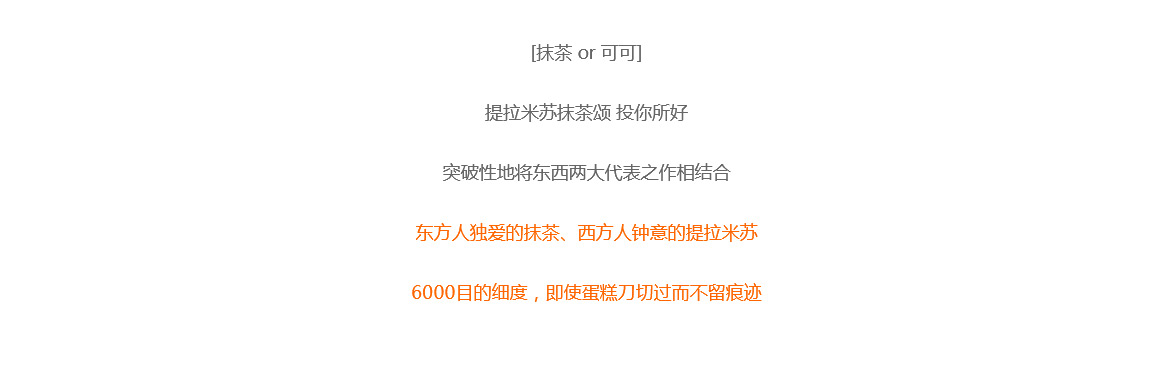 [抹茶 or 可可]
提拉米苏抹茶颂 投你所好
突破性地将东西两大代表之作相结合
东方人独爱的抹茶、西方人钟意的提拉米苏
6000目的细度，即使蛋糕刀切过而不留痕迹